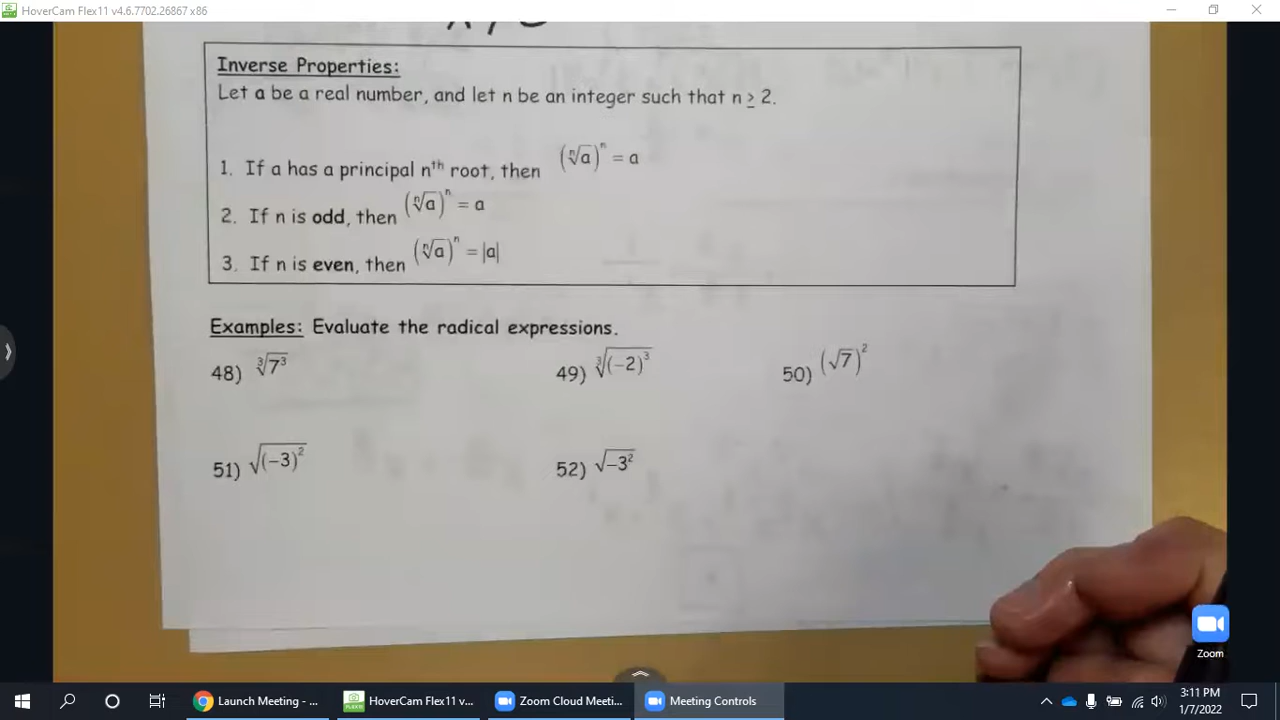 HoverCam Flex11 v4.6.7702.26867 x86
Inverse Properties:
Let a be a real number, and let n be an integer such that n ≥ 2.
1. If a has a principal nᵗʰ root, then (ⁿ√a)ⁿ = a
2. If n is odd, then (ⁿ√a)ⁿ = a
3. If n is even, then (ⁿ√a)ⁿ = |a|
Examples: Evaluate the radical expressions.
48) ³√7³ 49) ³√(−2)³ 50) (√7)²
51) √(−3)² 52) √−3²
Zoom
Launch Meeting - ... HoverCam Flex11 v... Zoom Cloud Meeti... Meeting Controls 3:11 PM
1/7/2022